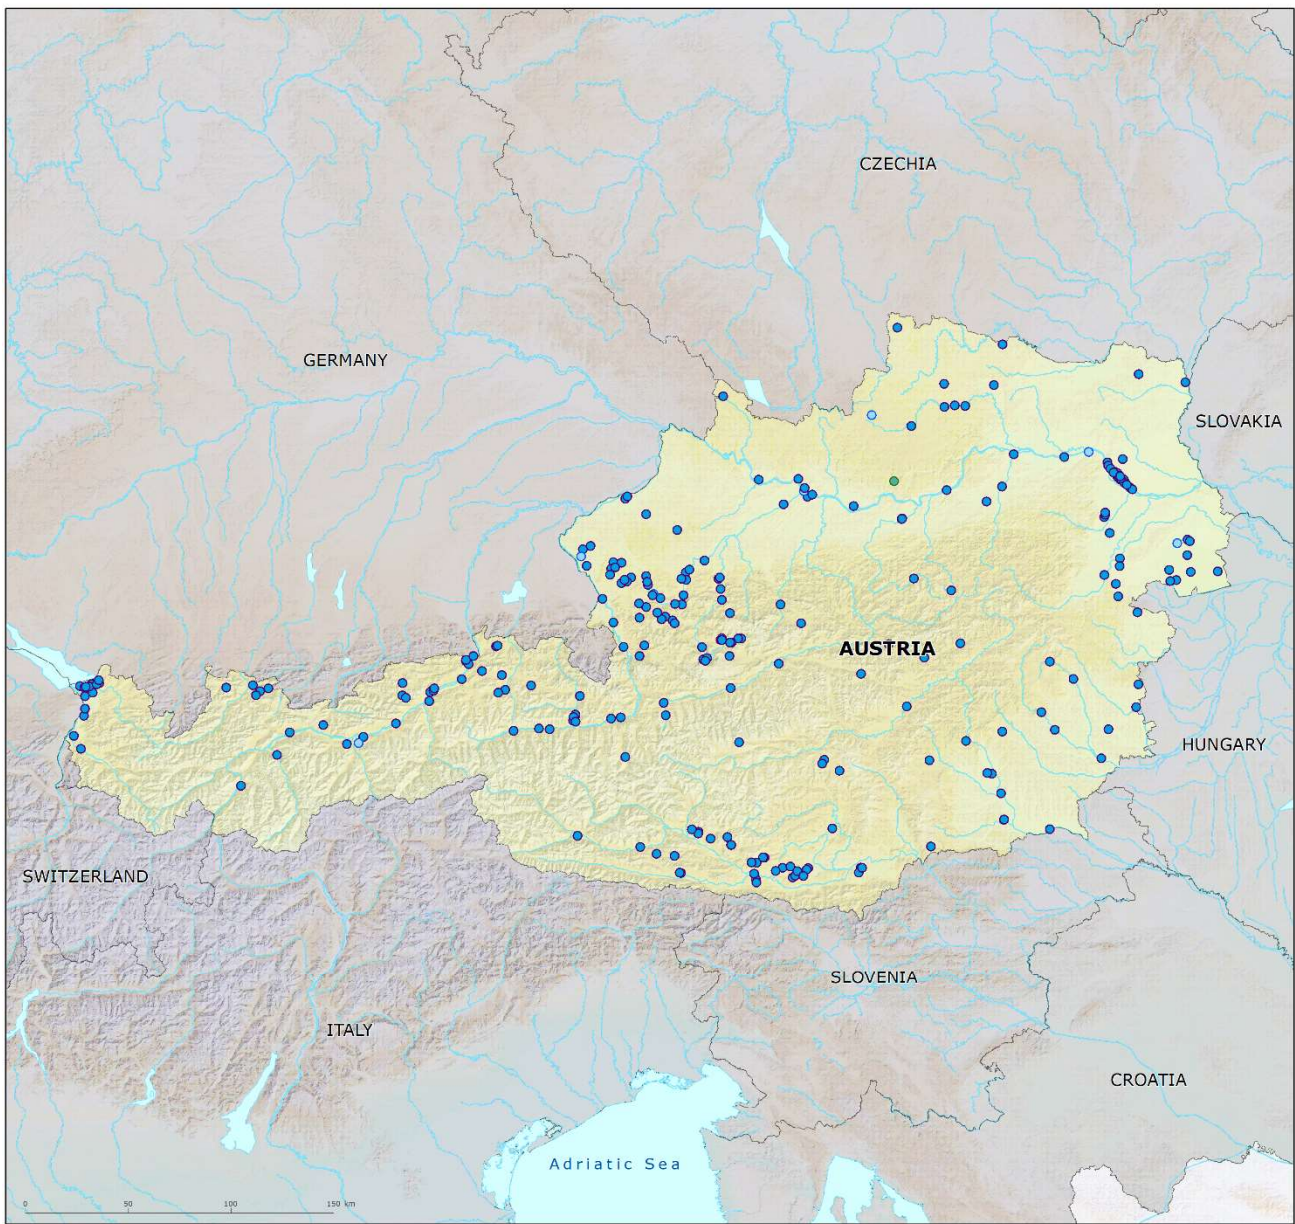 CZECHIA
GERMANY
SLOVAKIA
AUSTRIA
HUNGARY
SWITZERLAND
SLOVENIA
ITALY
CROATIA
Adriatic Sea
0 50 100 150 km